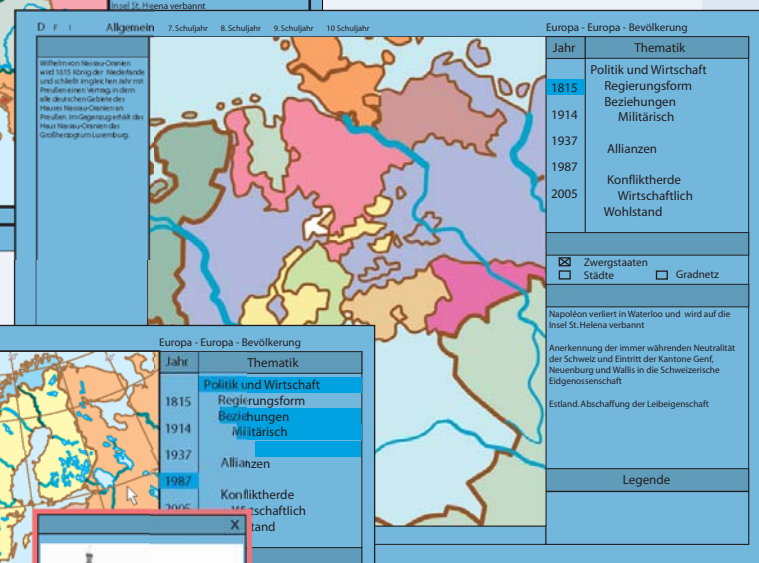 Insel St. Helena verbannt
D F I Allgemein 7. Schuljahr 8. Schuljahr 9. Schuljahr 10 Schuljahr
Europa - Europa - Bevölkerung
Wilhelm von Nassau-Oranien
wird 1815 König der Niederlande
und schließt im gleichen Jahr mit
Preußen einen Vertrag, in dem
alle deutschen Gebiete des
Hauses Nassau-Oranien an
Preußen. Im Gegenzug erhält das
Haus Nassau-Oranien das
Großherzogtum Luxemburg.
Jahr Thematik
Politik und Wirtschaft
1815 Regierungsform
Beziehungen
1914 Militärisch
1937 Allianzen
1987 Konfliktherde
2005 Wirtschaftlich
Wohlstand
Zwergstaaten
Städte Gradnetz
Napoléon verliert in Waterloo und wird auf die
Insel St. Helena verbannt
Anerkennung der immer währenden Neutralität
der Schweiz und Eintritt der Kantone Genf,
Neuenburg und Wallis in die Schweizerische
Eidgenossenschaft
Estland. Abschaffung der Leibeigenschaft
Legende
Europa - Europa - Bevölkerung
Jahr Thematik
Politik und Wirtschaft
1815 Regierungsform
Beziehungen
1914 Militärisch
1937 Allianzen
1987
Konfliktherde
2005
X